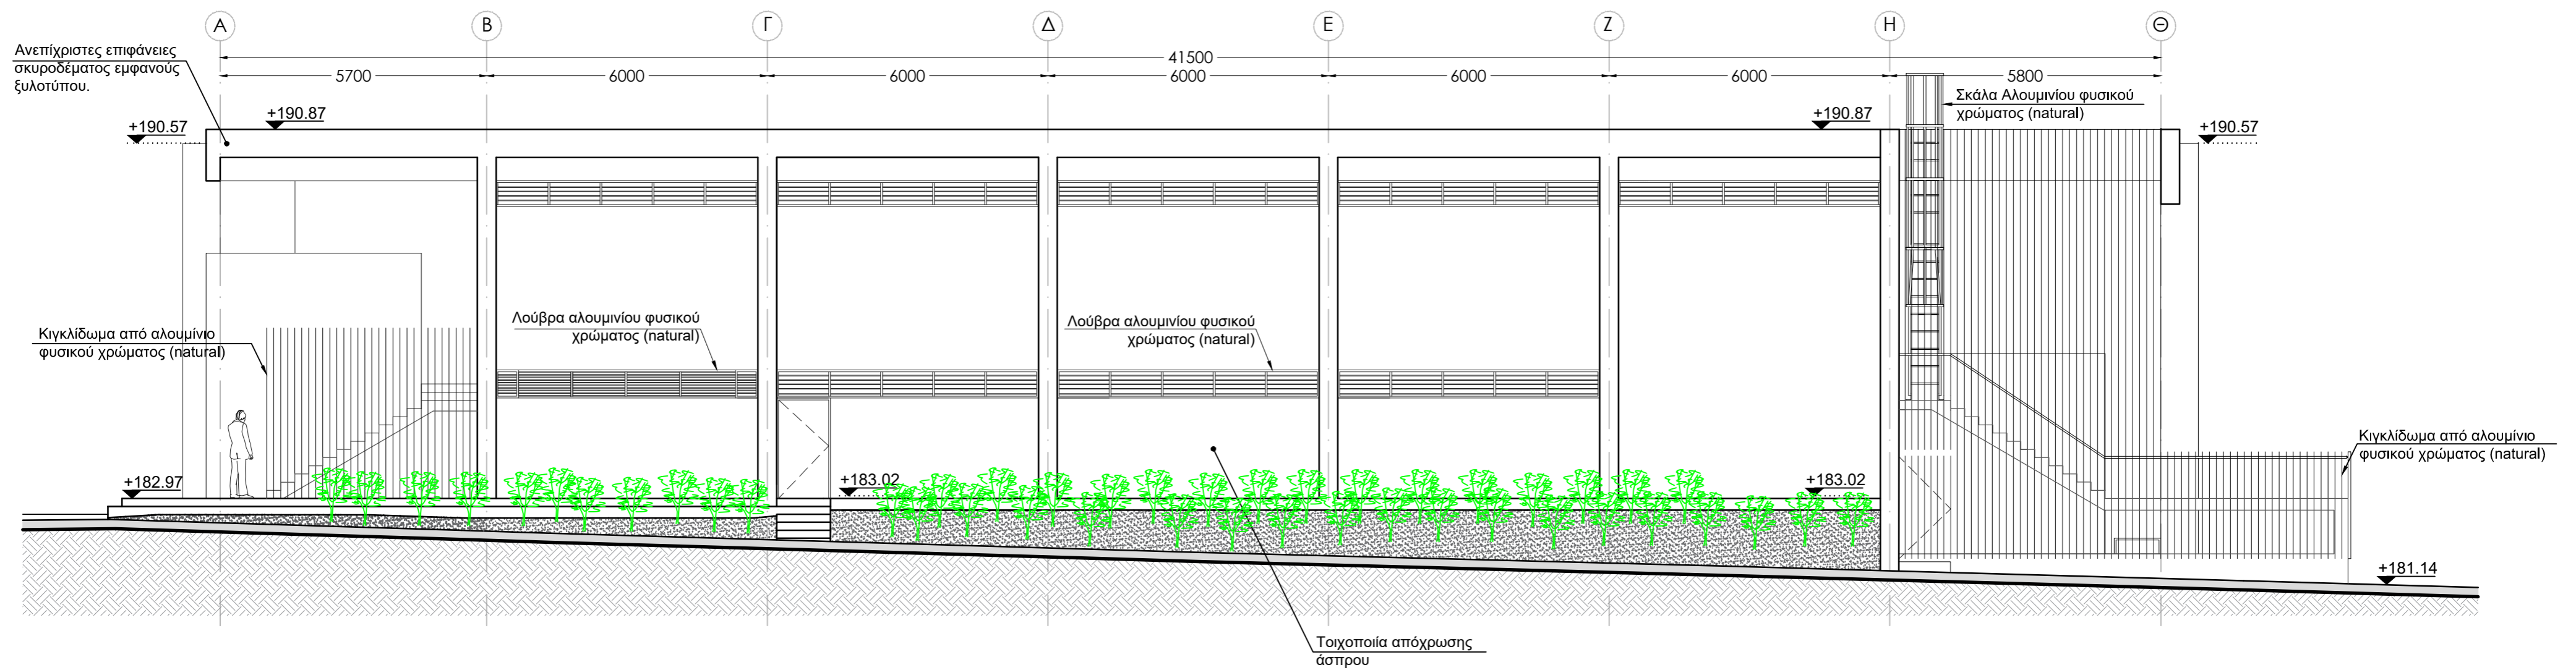 Α Β Γ Δ Ε Ζ Η Θ
41500
5700 6000 6000 6000 6000 6000 5800
Ανεπίχριστες επιφάνειες
σκυροδέματος εμφανούς
ξυλοτύπου.
Σκάλα Αλουμινίου φυσικού
χρώματος (natural)
+190.57
+190.87
+190.87
+190.57
Λούβρα αλουμινίου φυσικού
χρώματος (natural)
Λούβρα αλουμινίου φυσικού
χρώματος (natural)
Κιγκλίδωμα από αλουμίνιο
φυσικού χρώματος (natural)
Κιγκλίδωμα από αλουμίνιο
φυσικού χρώματος (natural)
+182.97
+183.02
+183.02
+181.14
Τοιχοποιία απόχρωσης
άσπρου